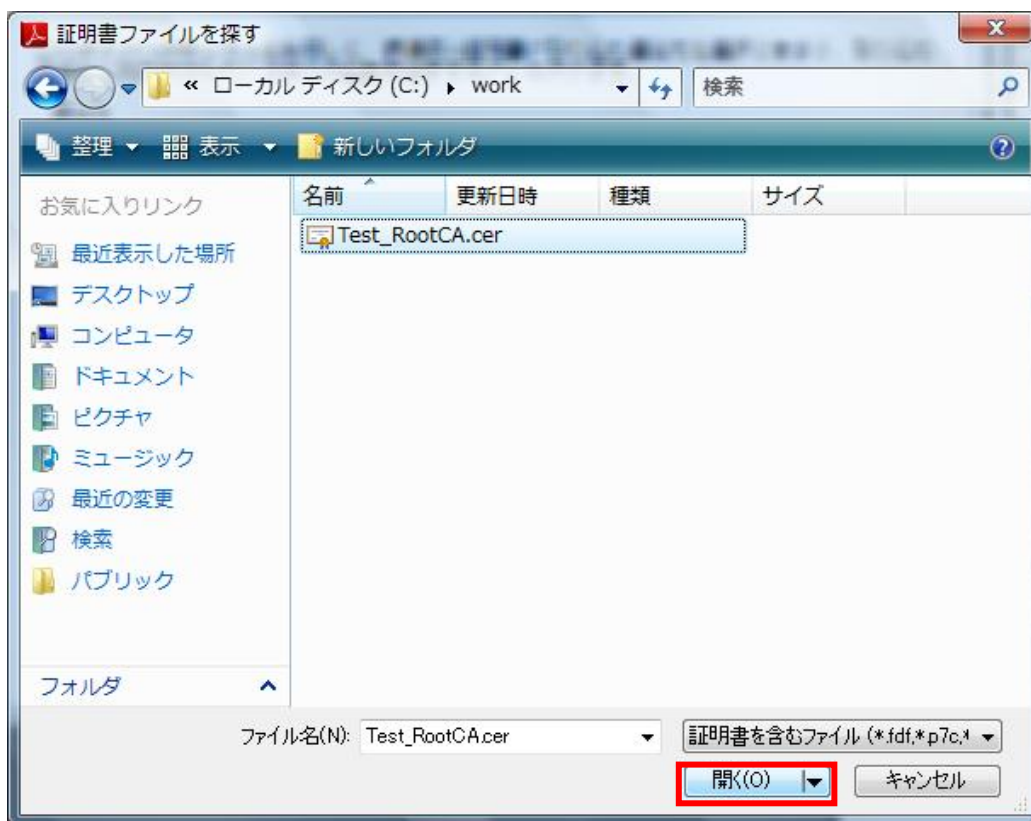 証明書ファイルを探す
« ローカル ディスク (C:) ▸ work
検索
整理 表示 新しいフォルダ
お気に入りリンク
最近表示した場所
デスクトップ
コンピュータ
ドキュメント
ピクチャ
ミュージック
最近の変更
検索
パブリック
フォルダ
名前 更新日時 種類 サイズ
Test_RootCA.cer
ファイル名(N): Test_RootCA.cer
証明書を含むファイル (*.fdf,*.p7c,*
開く(O) キャンセル